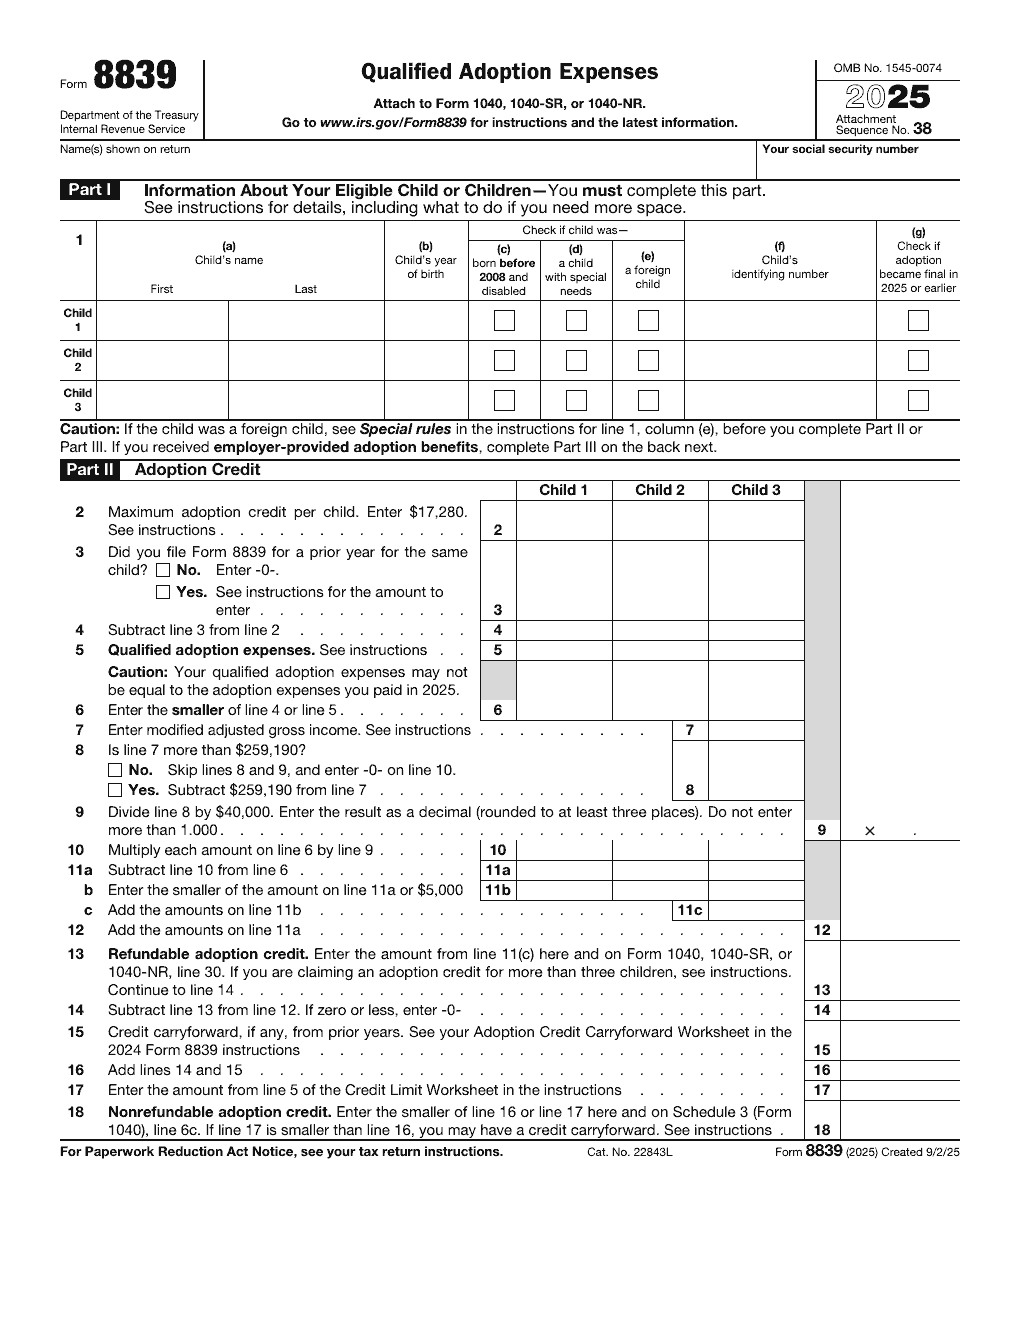 Form 8839
Department of the Treasury
Internal Revenue Service
Qualified Adoption Expenses
Attach to Form 1040, 1040-SR, or 1040-NR.
Go to www.irs.gov/Form8839 for instructions and the latest information.
OMB No. 1545-0074
2025
Attachment
Sequence No. 38
Name(s) shown on return
Your social security number
Part I Information About Your Eligible Child or Children—You must complete this part.
See instructions for details, including what to do if you need more space.
1
(a)
Child's name
First Last
(b)
Child's year
of birth
Check if child was—
(c)
born before
2008 and
disabled
(d)
a child
with special
needs
(e)
a foreign
child
(f)
Child's
identifying number
(g)
Check if
adoption
became final in
2025 or earlier
Child
1
Child
2
Child
3
Caution: If the child was a foreign child, see Special rules in the instructions for line 1, column (e), before you complete Part II or
Part III. If you received employer-provided adoption benefits, complete Part III on the back next.
Part II Adoption Credit
Child 1 Child 2 Child 3
2 Maximum adoption credit per child. Enter $17,280.
See instructions . . . . . . . . . . . . . 2
3 Did you file Form 8839 for a prior year for the same
child? No. Enter -0-.
Yes. See instructions for the amount to
enter . . . . . . . . . . . 3
4 Subtract line 3 from line 2 . . . . . . . . . 4
5 Qualified adoption expenses. See instructions . . 5
Caution: Your qualified adoption expenses may not
be equal to the adoption expenses you paid in 2025.
6 Enter the smaller of line 4 or line 5 . . . . . . . 6
7 Enter modified adjusted gross income. See instructions . . . . . . . . . 7
8 Is line 7 more than $259,190?
No. Skip lines 8 and 9, and enter -0- on line 10.
Yes. Subtract $259,190 from line 7 . . . . . . . . . . . . . . 8
9 Divide line 8 by $40,000. Enter the result as a decimal (rounded to at least three places). Do not enter
more than 1.000 . . . . . . . . . . . . . . . . . . . . . . . . . . . . . 9 × .
10 Multiply each amount on line 6 by line 9 . . . . . 10
11a Subtract line 10 from line 6 . . . . . . . . . 11a
b Enter the smaller of the amount on line 11a or $5,000 11b
c Add the amounts on line 11b . . . . . . . . . . . . . . . . . 11c
12 Add the amounts on line 11a . . . . . . . . . . . . . . . . . . . . . . . . 12
13 Refundable adoption credit. Enter the amount from line 11(c) here and on Form 1040, 1040-SR, or
1040-NR, line 30. If you are claiming an adoption credit for more than three children, see instructions.
Continue to line 14 . . . . . . . . . . . . . . . . . . . . . . . . . . . . 13
14 Subtract line 13 from line 12. If zero or less, enter -0- . . . . . . . . . . . . . . . . 14
15 Credit carryforward, if any, from prior years. See your Adoption Credit Carryforward Worksheet in the
2024 Form 8839 instructions . . . . . . . . . . . . . . . . . . . . . . . . 15
16 Add lines 14 and 15 . . . . . . . . . . . . . . . . . . . . . . . . . . . 16
17 Enter the amount from line 5 of the Credit Limit Worksheet in the instructions . . . . . . . . 17
18 Nonrefundable adoption credit. Enter the smaller of line 16 or line 17 here and on Schedule 3 (Form
1040), line 6c. If line 17 is smaller than line 16, you may have a credit carryforward. See instructions . 18
For Paperwork Reduction Act Notice, see your tax return instructions. Cat. No. 22843L Form 8839 (2025) Created 9/2/25